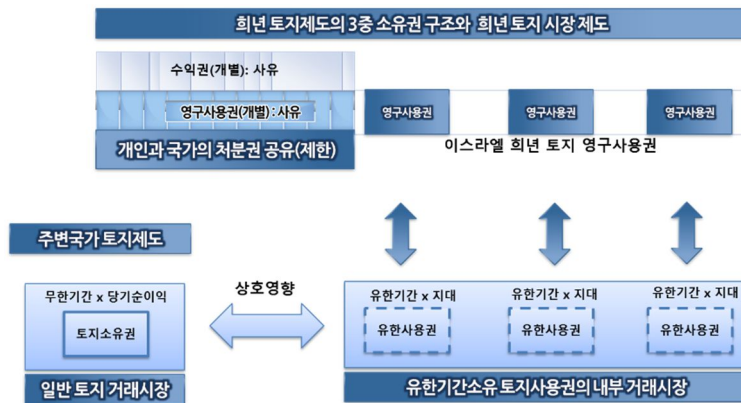 희년 토지제도의 3중 소유권 구조와 희년 토지 시장 제도
수익권(개별): 사유
영구사용권(개별): 사유
영구사용권
영구사용권
영구사용권
개인과 국가의 처분권 공유(제한)
이스라엘 희년 토지 영구사용권
주변국가 토지제도
무한기간 x 당기순이익
토지소유권
일반 토지 거래시장
상호영향
유한기간 x 지대
유한기간 x 지대
유한기간 x 지대
유한사용권
유한사용권
유한사용권
유한기간소유 토지사용권의 내부 거래시장